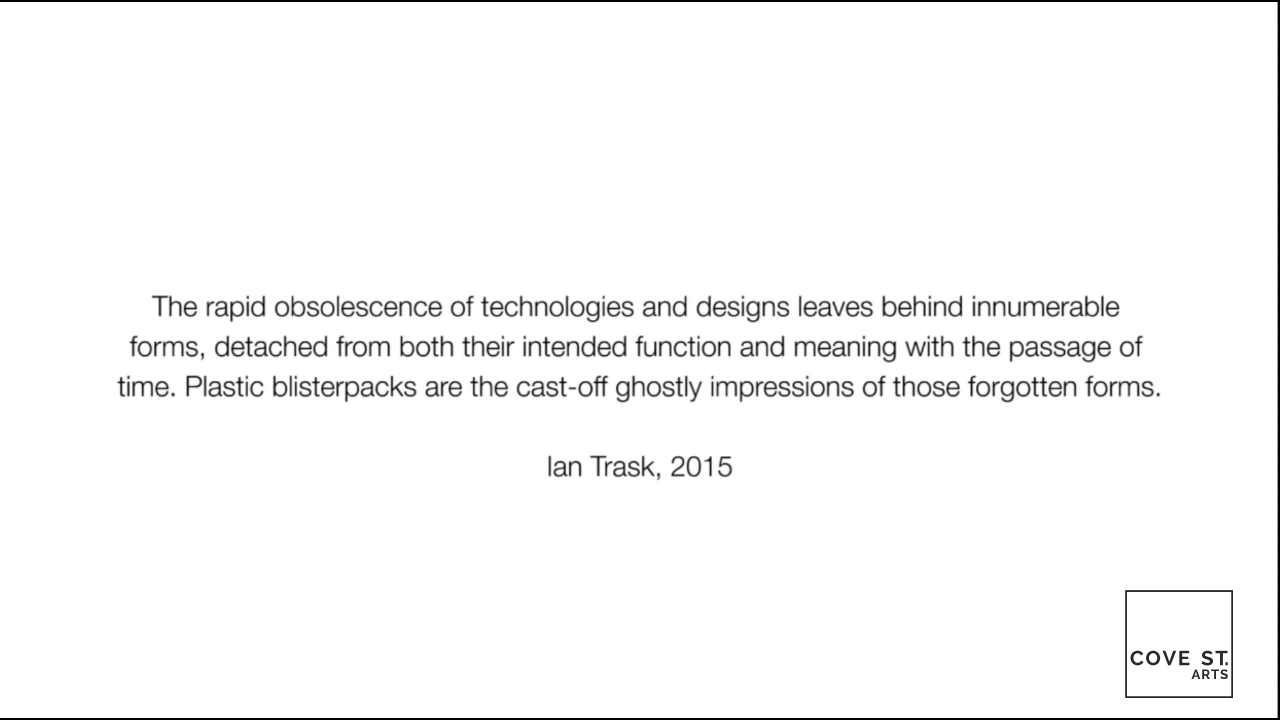 The rapid obsolescence of technologies and designs leaves behind innumerable
forms, detached from both their intended function and meaning with the passage of
time. Plastic blisterpacks are the cast-off ghostly impressions of those forgotten forms.
Ian Trask, 2015
COVE ST.
ARTS